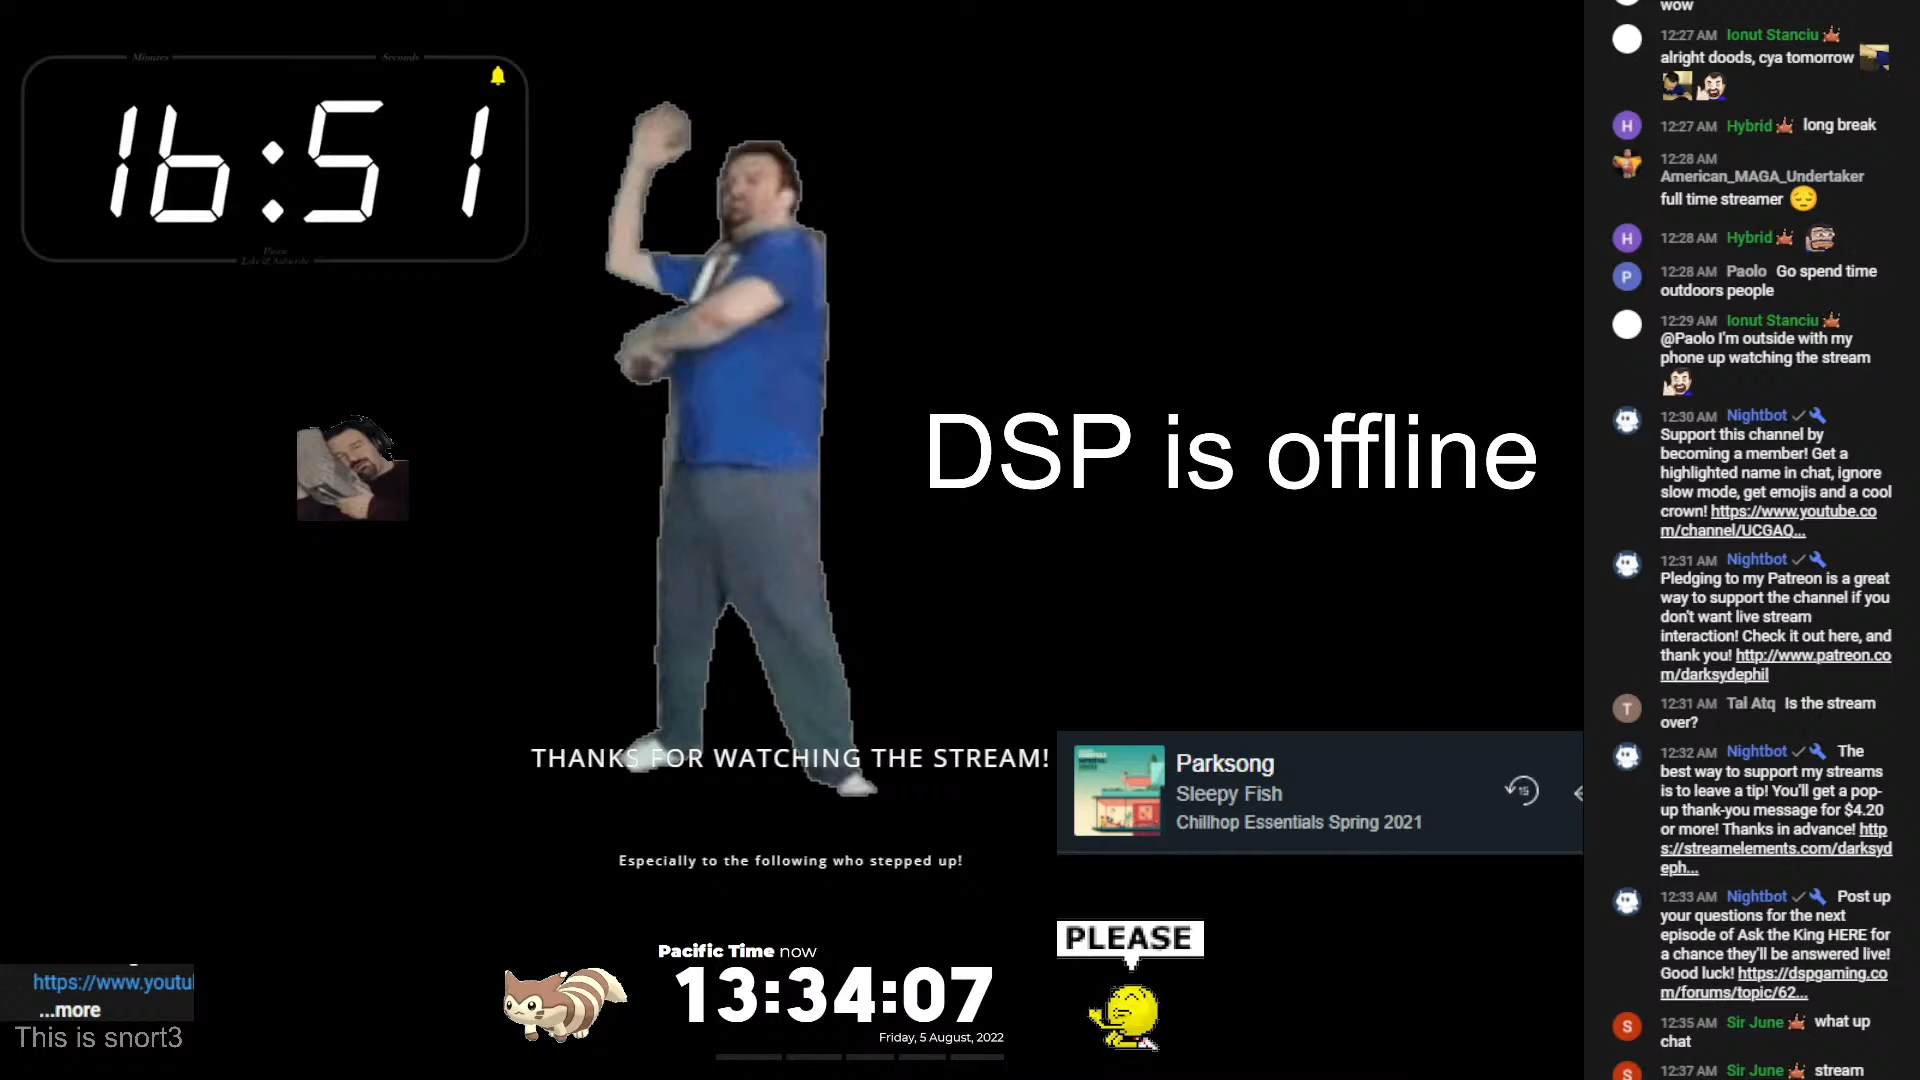 Minutes
Seconds
16:51
Pause
Like & Subscribe
DSP is offline
THANKS FOR WATCHING THE STREAM!
Especially to the following who stepped up!
Parksong
Sleepy Fish
Chillhop Essentials Spring 2021
15
PLEASE
Pacific Time now
13:34:07
Friday, 5 August, 2022
https://www.youtu
...more
This is snort3
wow
12:27 AM Ionut Stanciu
alright doods, cya tomorrow
H
12:27 AM Hybrid long break
12:28 AM
American_MAGA_Undertaker
full time streamer
H
12:28 AM Hybrid
P
12:28 AM Paolo Go spend time
outdoors people
12:29 AM Ionut Stanciu
@Paolo I'm outside with my
phone up watching the stream
12:30 AM Nightbot
Support this channel by
becoming a member! Get a
highlighted name in chat, ignore
slow mode, get emojis and a cool
crown! https://www.youtube.co
m/channel/UCGAQ...
12:31 AM Nightbot
Pledging to my Patreon is a great
way to support the channel if you
don't want live stream
interaction! Check it out here, and
thank you! http://www.patreon.co
m/darksydephil
T
12:31 AM Tal Atq Is the stream
over?
12:32 AM Nightbot The
best way to support my streams
is to leave a tip! You'll get a pop-
up thank-you message for $4.20
or more! Thanks in advance! http
s://streamelements.com/darksyd
eph...
12:33 AM Nightbot Post up
your questions for the next
episode of Ask the King HERE for
a chance they'll be answered live!
Good luck! https://dspgaming.co
m/forums/topic/62...
S
12:35 AM Sir June what up
chat
S
12:37 AM Sir June stream